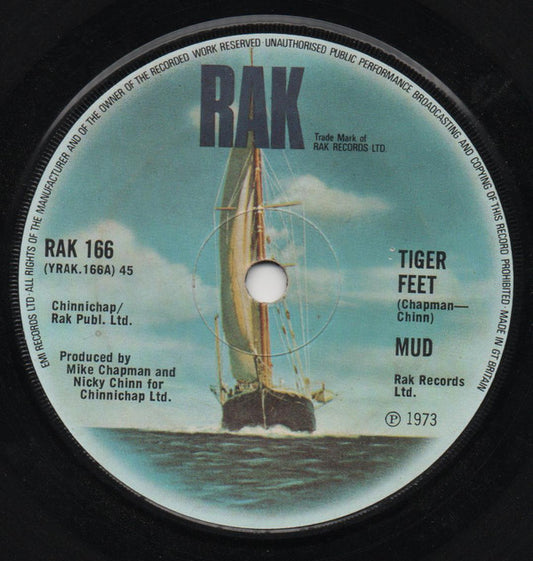 EMI RECORDS LTD·ALL RIGHTS OF THE MANUFACTURER AND OF THE OWNER OF THE RECORDED WORK RESERVED UNAUTHORISED PUBLIC PERFORMANCE BROADCASTING AND COPYING OF THIS RECORD PROHIBITED MADE IN GT BRITAIN
RAK
Trade Mark of
RAK RECORDS LTD.
RAK 166
(YRAK.166A) 45
Chinnichap/
Rak Publ. Ltd.
Produced by
Mike Chapman and
Nicky Chinn for
Chinnichap Ltd.
TIGER
FEET
(Chapman—
Chinn)
MUD
Rak Records
Ltd.
Ⓟ 1973